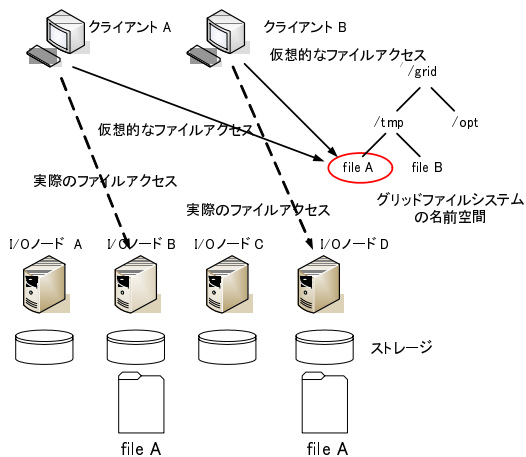 クライアント A
クライアント B
仮想的なファイルアクセス
/grid
/tmp
/opt
仮想的なファイルアクセス
file A
file B
実際のファイルアクセス
グリッドファイルシステム
の名前空間
実際のファイルアクセス
I/Oノード A
I/Oノード B
I/Oノード C
I/Oノード D
ストレージ
file A
file A